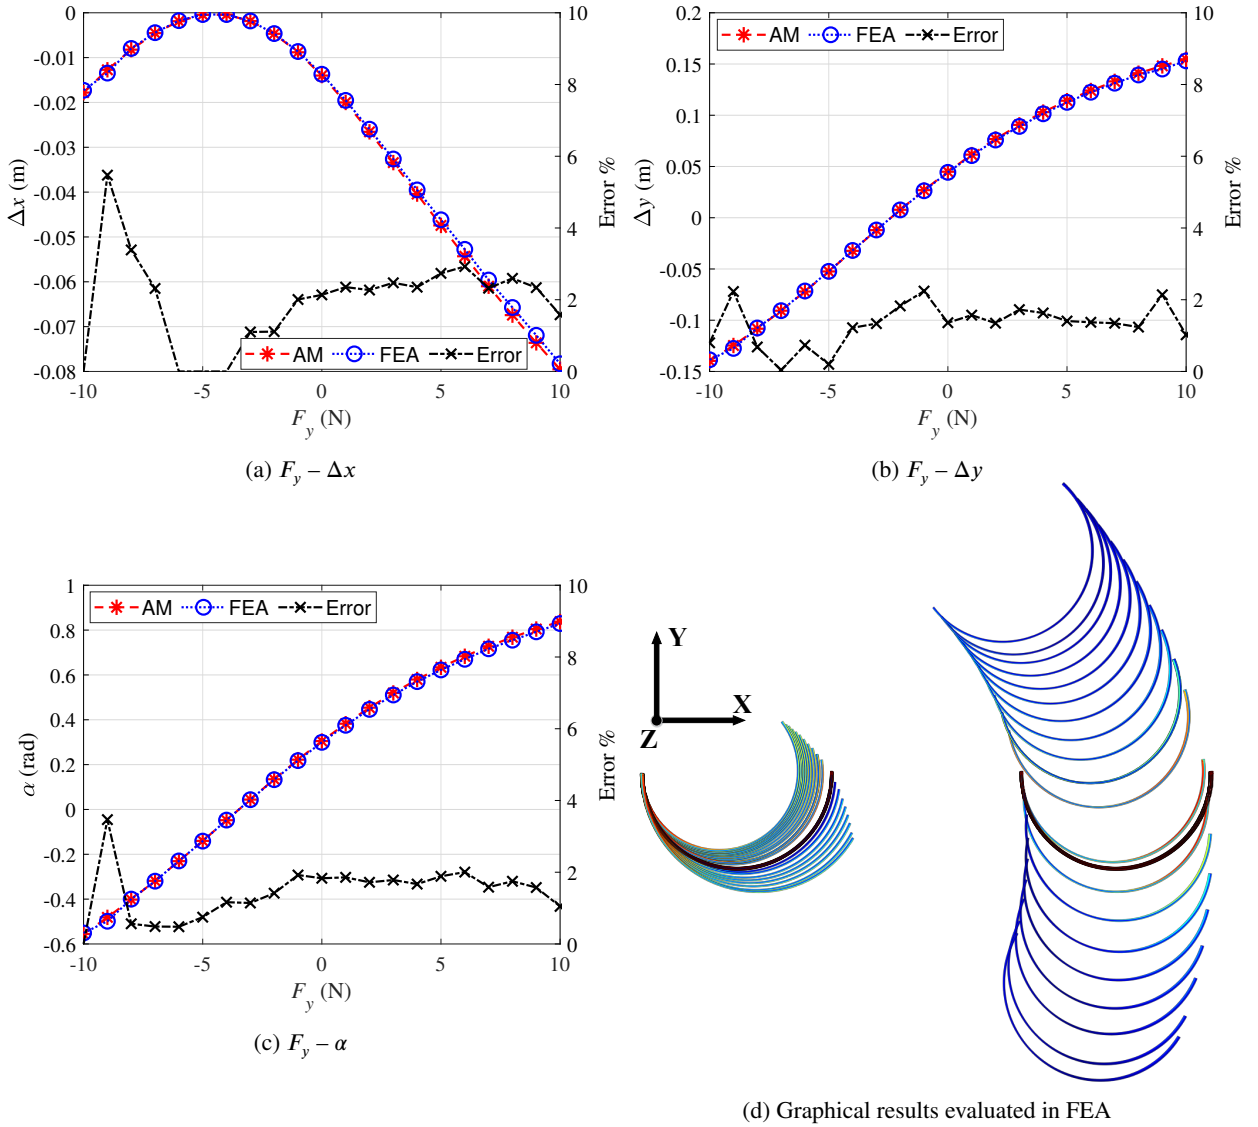 0
-0.01
-0.02
-0.03
-0.04
-0.05
-0.06
-0.07
-0.08
Δx (m)
10
8
6
4
2
0
Error %
AM FEA Error
-10 -5 0 5 10
F_y (N)
(a) F_y – Δx
0.2
0.15
0.1
0.05
0
-0.05
-0.1
-0.15
Δy (m)
10
8
6
4
2
0
Error %
AM FEA Error
-10 -5 0 5 10
F_y (N)
(b) F_y – Δy
1
0.8
0.6
0.4
0.2
0
-0.2
-0.4
-0.6
α (rad)
10
8
6
4
2
0
Error %
AM FEA Error
-10 -5 0 5 10
F_y (N)
(c) F_y – α
Y
X
Z
(d) Graphical results evaluated in FEA